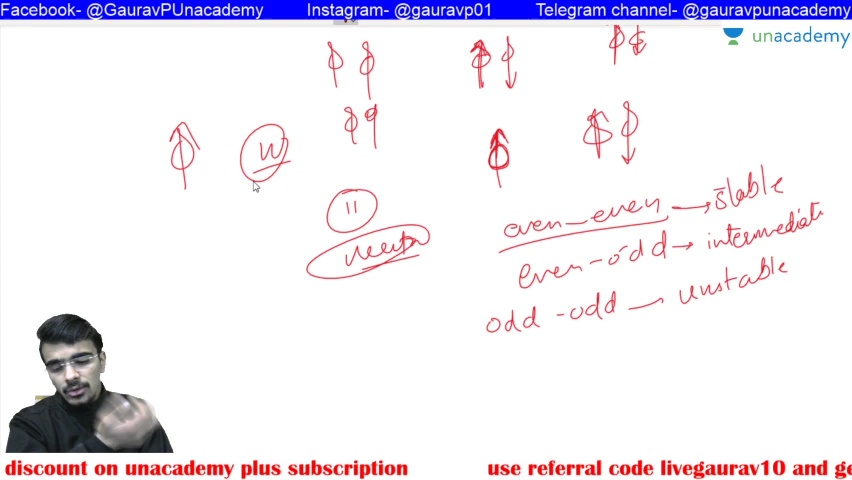 Facebook- @GauravPUnacademy Instagram- @gauravp01 Telegram channel- @gauravpunacademy
unacademy
11
even-even → stable
even-odd → intermediate
odd-odd → unstable
discount on unacademy plus subscription use referral code livegaurav10 and ge